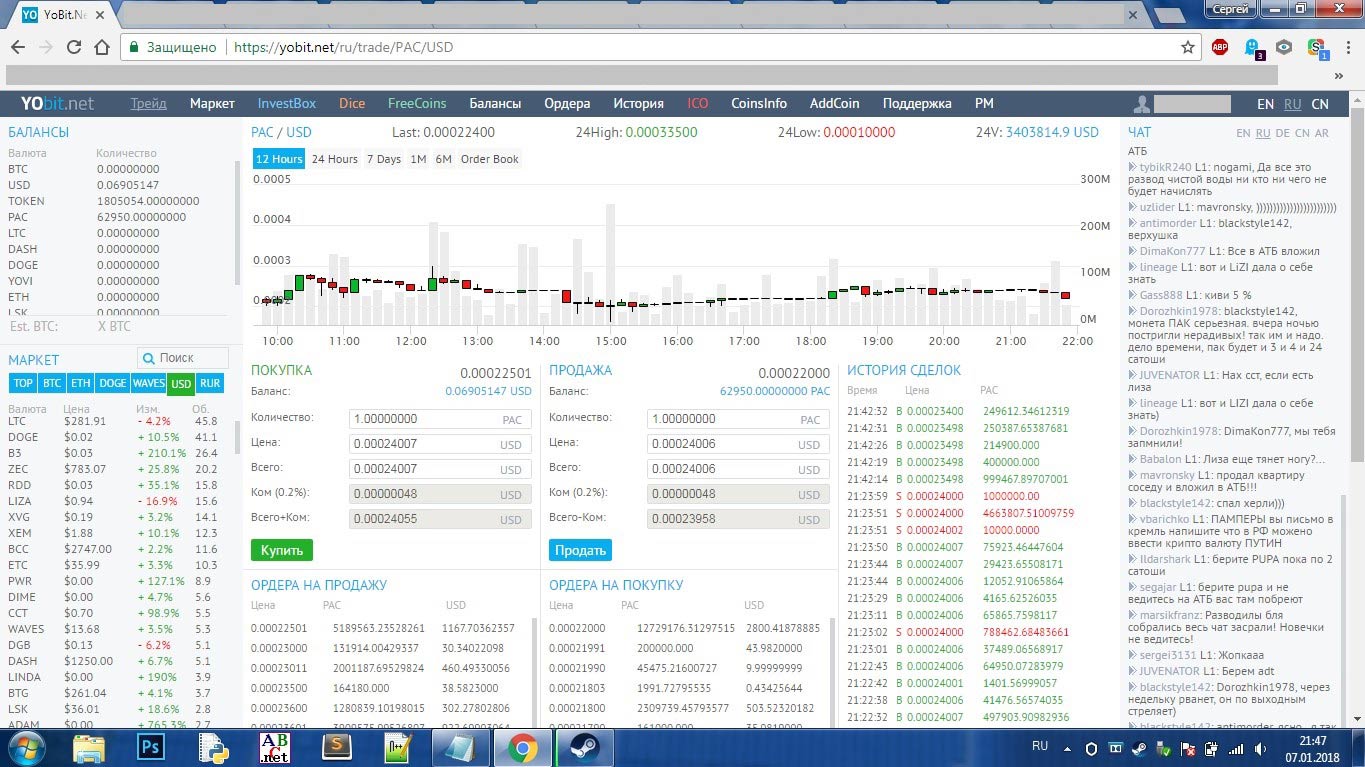 YoBit.Ne
Сергей
Защищено
https://yobit.net/ru/trade/PAC/USD
ABP
3
1
YObit.net Трейд Маркет InvestBox Dice FreeCoins Балансы Ордера История ICO CoinsInfo AddCoin Поддержка PM EN RU CN
БАЛАНСЫ
Валюта Количество
BTC 0.00000000
USD 0.06905147
TOKEN 1805054.00000000
PAC 62950.00000000
LTC 0.00000000
DASH 0.00000000
DOGE 0.00000000
YOVI 0.00000000
ETH 0.00000000
LSK 0.00000000
Est. BTC: X BTC
МАРКЕТ
Поиск
TOP BTC ETH DOGE WAVES USD RUR
Валюта Цена Изм. Об.
LTC $281.91 - 4.2% 45.8
DOGE $0.02 + 10.5% 41.1
B3 $0.03 + 210.1% 26.4
ZEC $783.07 + 25.8% 20.2
RDD $0.03 + 35.1% 15.8
LIZA $0.94 - 16.9% 15.6
XVG $0.19 + 3.2% 14.1
XEM $1.88 + 10.1% 12.3
BCC $2747.00 + 2.2% 11.6
ETC $35.99 + 3.3% 10.3
PWR $0.00 + 127.1% 8.9
DIME $0.00 + 4.7% 5.6
CCT $0.70 + 98.9% 5.5
WAVES $13.68 + 3.5% 5.3
DGB $0.13 - 6.2% 5.1
DASH $1250.00 + 6.7% 5.1
LINDA $0.00 + 190% 3.9
BTG $261.04 + 4.1% 3.7
LSK $36.01 + 18.6% 2.8
ADAM $0.00 + 765.3% 2.7
PAC / USD Last: 0.00022400 24High: 0.00033500 24Low: 0.00010000 24V: 3403814.9 USD
12 Hours 24 Hours 7 Days 1M 6M Order Book
0.0005 300M
0.0004 200M
0.0003 100M
0.0002 0M
10:00 11:00 12:00 13:00 14:00 15:00 16:00 17:00 18:00 19:00 20:00 21:00 22:00
ПОКУПКА 0.00022501
Баланс: 0.06905147 USD
Количество: 1.00000000 PAC
Цена: 0.00024007 USD
Всего: 0.00024007 USD
Ком (0.2%): 0.00000048 USD
Всего+Ком: 0.00024055 USD
Купить
ПРОДАЖА 0.00022000
Баланс: 62950.00000000 PAC
Количество: 1.00000000 PAC
Цена: 0.00024006 USD
Всего: 0.00024006 USD
Ком (0.2%): 0.00000048 USD
Всего-Ком: 0.00023958 USD
Продать
ОРДЕРА НА ПРОДАЖУ
Цена PAC USD
0.00022501 5189563.23528261 1167.70362357
0.00023000 131914.00429337 30.34022098
0.00023011 2001187.69529824 460.49330056
0.00023500 164180.000 38.5823000
0.00023600 1280839.10198015 302.27802806
ОРДЕРА НА ПОКУПКУ
Цена PAC USD
0.00022000 12729176.31297515 2800.41878885
0.00021991 200000.000 43.9820000
0.00021990 45475.21600727 9.99999999
0.00021803 1991.72795535 0.43425644
0.00021800 2309739.45793577 503.52320182
ИСТОРИЯ СДЕЛОК
Время Цена PAC
21:42:32 B 0.00023400 249612.34612319
21:42:31 B 0.00023498 250387.65387681
21:42:26 B 0.00023498 214900.000
21:42:19 B 0.00023498 400000.000
21:42:14 B 0.00023498 999467.89707001
21:23:59 S 0.00024000 1000000.00
21:23:51 S 0.00024000 4663807.51009759
21:23:51 S 0.00024002 10000.0000
21:23:50 B 0.00024007 75923.46447604
21:23:44 B 0.00024007 29423.65508171
21:23:44 B 0.00024006 12052.91065864
21:23:29 B 0.00024006 4165.62526035
21:23:11 B 0.00024006 65865.7598117
21:23:02 S 0.00024000 788462.68483661
21:23:01 B 0.00024006 37489.06568917
21:22:43 B 0.00024006 64950.07283979
21:22:42 B 0.00024001 1401.56999057
21:22:38 B 0.00024006 41476.56574035
21:22:32 B 0.00024007 497903.90982936
ЧАТ EN RU DE CN AR
АТБ
tybikR240 L1: nogami, Да все это
развод чистой воды ни кто ни чего не
будет начислять
uzlider L1: mavronsky, ))))))))))))))))))))))))
antimorder L1: blackstyle142,
верхушка
DimaKon777 L1: Все в АТБ вложил
lineage L1: вот и LiZI дала о себе
знать
Gass888 L1: киви 5 %
Dorozhkin1978: blackstyle142,
монета ПАК серьезная. вчера ночью
постригли нерадивых! так им и надо.
дело времени, пак будет и 3 и 4 и 24
сатоши
JUVENATOR L1: Нах сст, если есть
лиза
lineage L1: вот и LIZI дала о себе
знать)
Dorozhkin1978: DimaKon777, мы тебя
запмнили!
Babalon L1: Лиза еще тянет ногу?...
mavronsky L1: продал квартиру
соседу и вложил в АТБ!!!
blackstyle142: спал херли)))
vbarichko L1: ПАМПЕРЫ вы письмо в
кремль напишите что в РФ можено
ввести крипто валюту ПУТИН
Ildarshark L1: берите PUPA пока по 2
сатоши
segajar L1: берите pupa и не
ведитесь на АТБ вас там побреют
marsikfranz: Разводилы бля
собрались весь чат засрали! Новечки
не ведитесь!
sergei3131 L1: Жопкааа
JUVENATOR L1: Берем adt
blackstyle142: Dorozhkin1978, через
недельку рванет, он по выходным
стреляет)
Ps
AB
C
.net
S
n++
RU
21:47
07.01.2018